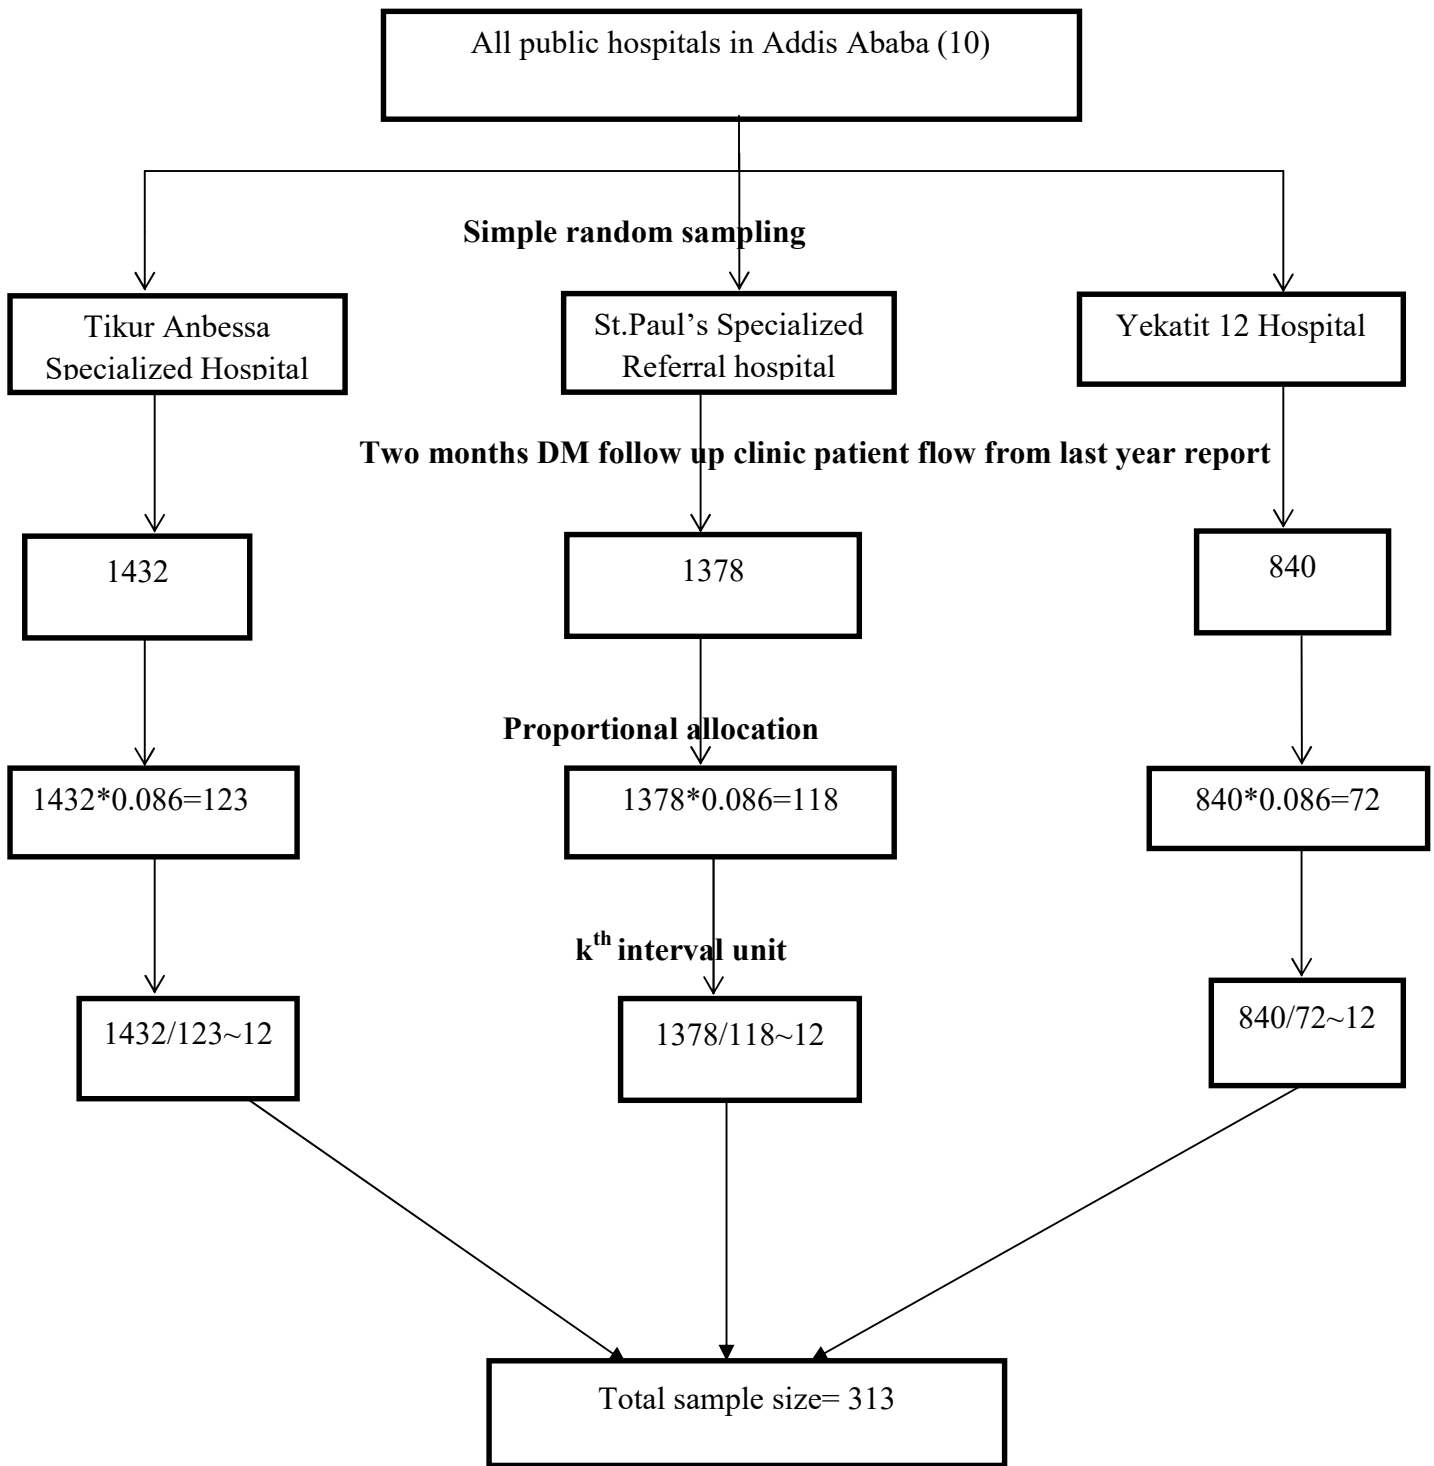 All public hospitals in Addis Ababa (10)
Simple random sampling
Tikur Anbessa
Specialized Hospital
St.Paul’s Specialized
Referral hospital
Yekatit 12 Hospital
Two months DM follow up clinic patient flow from last year report
1432
1378
840
Proportional allocation
1432*0.086=123
1378*0.086=118
840*0.086=72
kth interval unit
1432/123~12
1378/118~12
840/72~12
Total sample size= 313